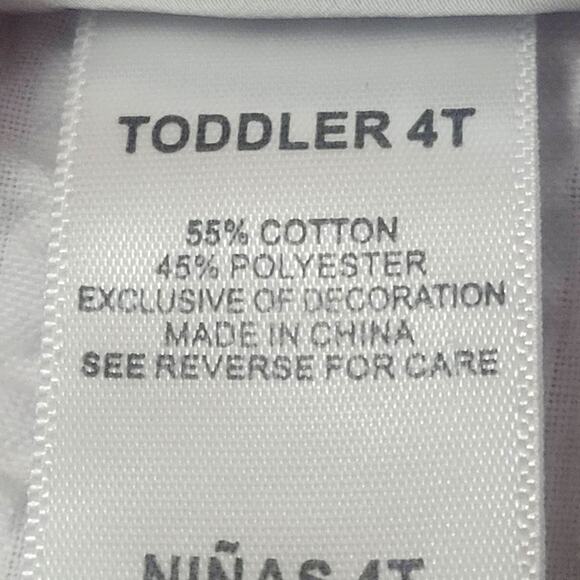 TODDLER 4T
55% COTTON
45% POLYESTER
EXCLUSIVE OF DECORATION
MADE IN CHINA
SEE REVERSE FOR CARE
NIÑAS 4T